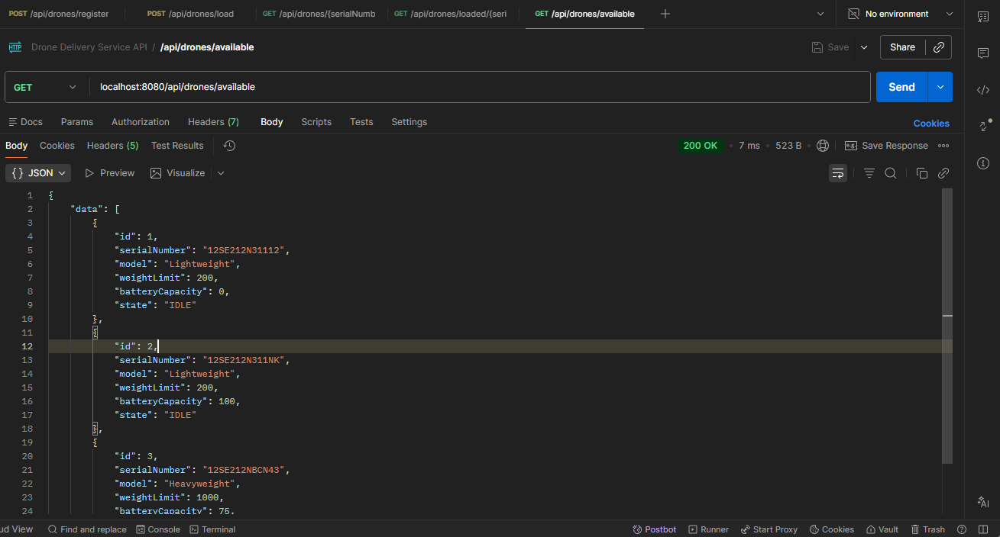 POST /api/drones/register POST /api/drones/load GET /api/drones/{serialNumb GET /api/drones/loaded/{seri GET /api/drones/available No environment
HTTP Drone Delivery Service API / /api/drones/available Save Share
GET localhost:8080/api/drones/available Send
Docs Params Authorization Headers (7) Body Scripts Tests Settings Cookies
Body Cookies Headers (5) Test Results 200 OK • 7 ms • 523 B • e.g. Save Response
{} JSON Preview Visualize
1 {
2 "data": [
3 {
4 "id": 1,
5 "serialNumber": "12SE212N31112",
6 "model": "Lightweight",
7 "weightLimit": 200,
8 "batteryCapacity": 0,
9 "state": "IDLE"
10 },
11 {
12 "id": 2,
13 "serialNumber": "12SE212N311NK",
14 "model": "Lightweight",
15 "weightLimit": 200,
16 "batteryCapacity": 100,
17 "state": "IDLE"
18 },
19 {
20 "id": 3,
21 "serialNumber": "12SE212NBCN43",
22 "model": "Heavyweight",
23 "weightLimit": 1000,
24 "batteryCapacity": 75,
ud View Find and replace Console Terminal Postbot Runner Start Proxy Cookies Vault Trash
AI